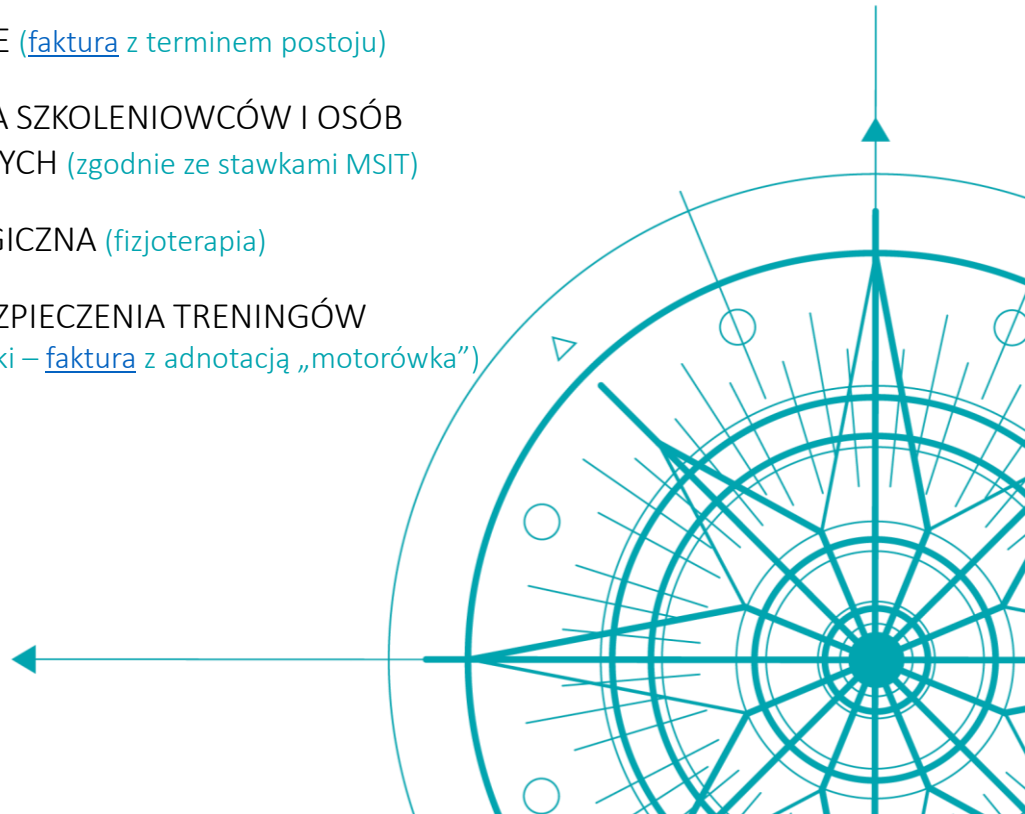 E (faktura z terminem postoju)
A SZKOLENIOWCÓW I OSÓB
YCH (zgodnie ze stawkami MSIT)
GICZNA (fizjoterapia)
ZPIECZENIA TRENINGÓW
ki – faktura z adnotacją „motorówka”)